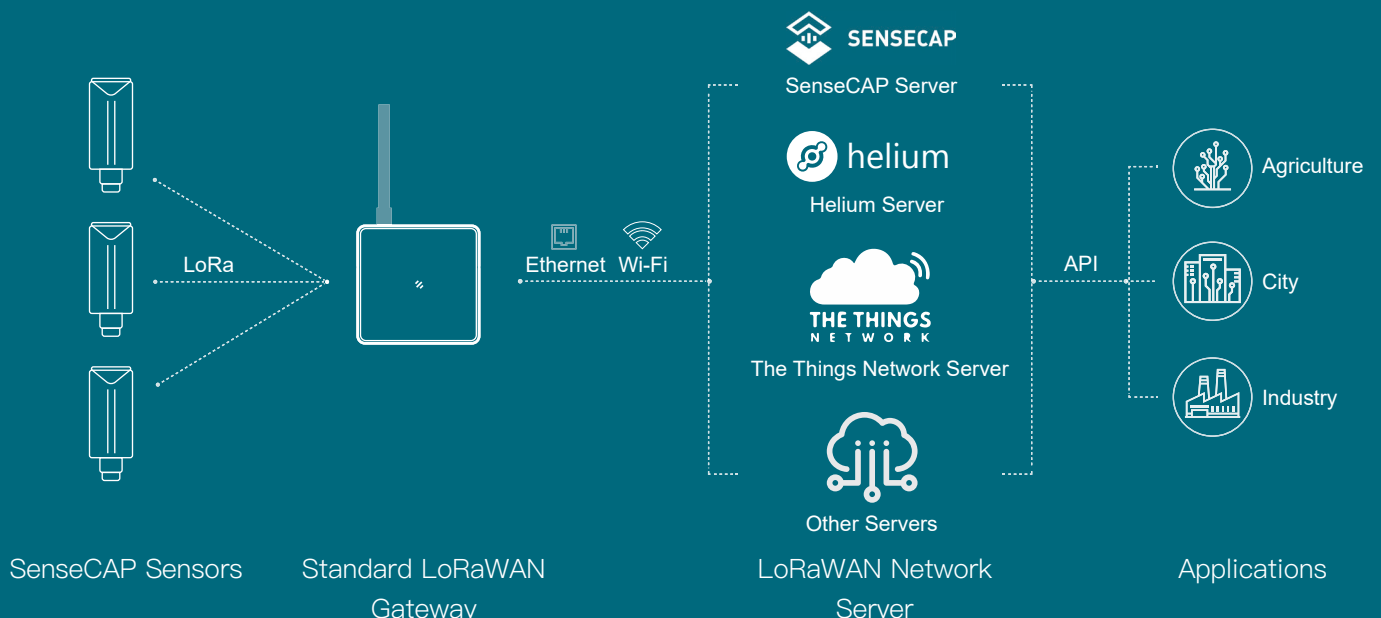 SENSECAP
SenseCAP Server
helium
Helium Server
THE THINGS
NETWORK
The Things Network Server
Other Servers
LoRa
Ethernet Wi-Fi
API
Agriculture
City
Industry
SenseCAP Sensors
Standard LoRaWAN
Gateway
LoRaWAN Network
Server
Applications